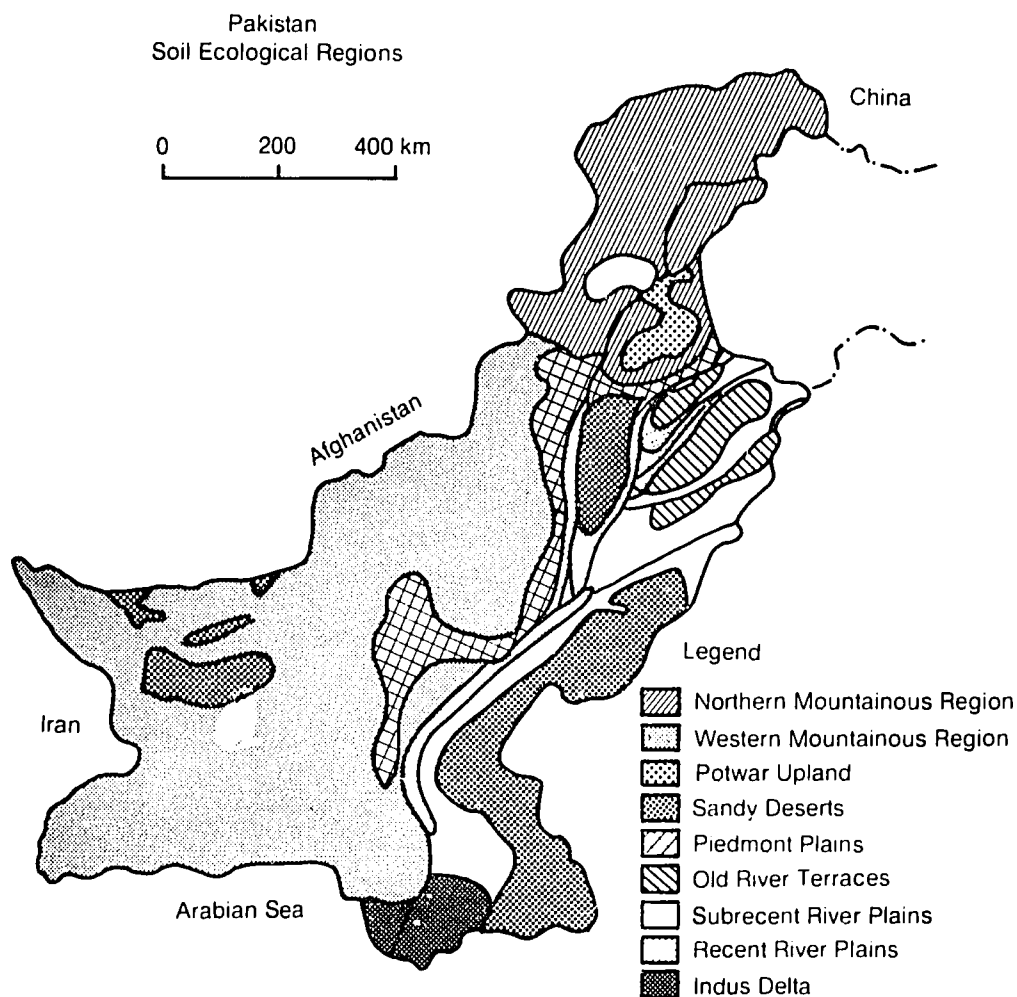 Pakistan
Soil Ecological Regions
China
0 200 400 km
Afghanistan
Iran
Arabian Sea
Legend
Northern Mountainous Region
Western Mountainous Region
Potwar Upland
Sandy Deserts
Piedmont Plains
Old River Terraces
Subrecent River Plains
Recent River Plains
Indus Delta